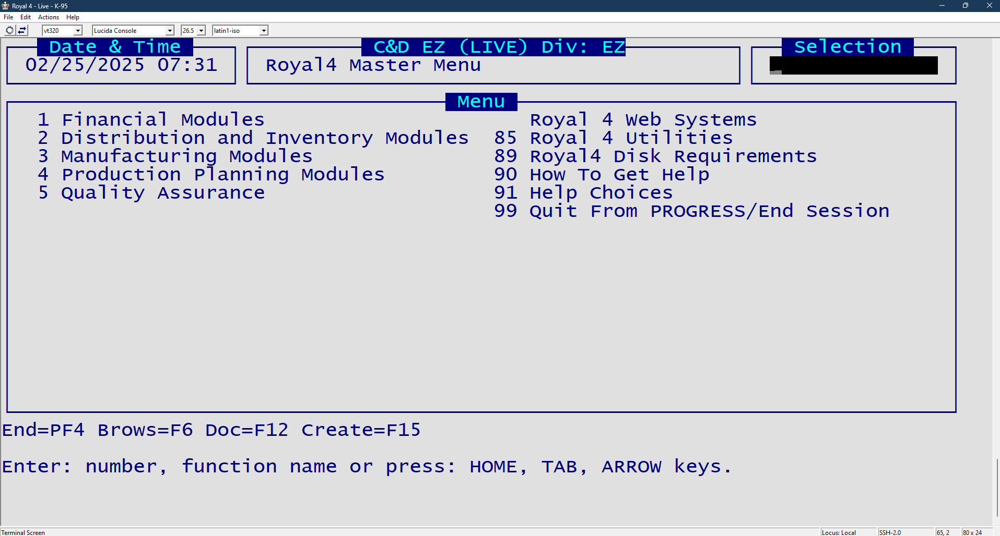 Royal 4 - Live - K-95
File Edit Actions Help
vt320 Lucida Console 26.5 latin1-iso
Date & Time C&D EZ (LIVE) Div: EZ Selection
02/25/2025 07:31 Royal4 Master Menu
Menu
1 Financial Modules Royal 4 Web Systems
2 Distribution and Inventory Modules 85 Royal 4 Utilities
3 Manufacturing Modules 89 Royal4 Disk Requirements
4 Production Planning Modules 90 How To Get Help
5 Quality Assurance 91 Help Choices
99 Quit From PROGRESS/End Session
End=PF4 Brows=F6 Doc=F12 Create=F15
Enter: number, function name or press: HOME, TAB, ARROW keys.
Terminal Screen Locus: Local SSH-2.0 65, 2 80 x 24